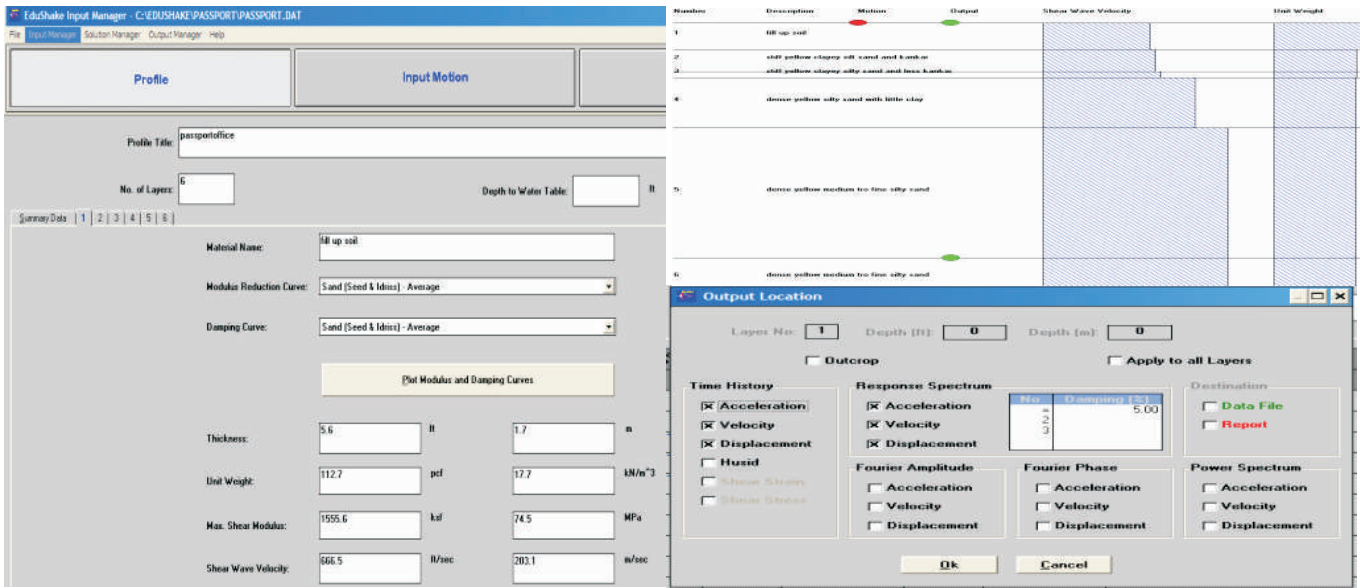 EduShake Input Manager - C:\EDUSHAKE\PASSPORT\PASSPORT.DAT
File Input Manager Solution Manager Output Manager Help
Profile
Input Motion
Profile Title: passportoffice
No. of Layers: 6 Depth to Water Table: ft
Summary Data 1 2 3 4 5 6
Material Name: fill up soil
Modulus Reduction Curve: Sand (Seed & Idriss) - Average
Damping Curve: Sand (Seed & Idriss) - Average
Plot Modulus and Damping Curves
Thickness: 5.6 ft 1.7 m
Unit Weight: 112.7 pcf 17.7 kN/m^3
Max. Shear Modulus: 1555.6 ksf 74.5 MPa
Shear Wave Velocity: 666.5 ft/sec 203.1 m/sec
Number Description Motion Output Shear Wave Velocity Unit Weight
1 fill up soil
2 stiff yellow clayey silt sand and kankar
3 stiff yellow clayey silty sand and less kankar
4 dense yellow silty sand with little clay
5 dense yellow medium tro fine silty sand
6 dense yellow medium tro fine silty sand
Output Location
Layer No: 1 Depth (ft): 0 Depth (m): 0
Outcrop Apply to all Layers
Time History
Acceleration
Velocity
Displacement
Husid
Shear Strain
Shear Stress
Response Spectrum
Acceleration
Velocity
Displacement
No Damping (%)
5.00
2
3
Destination
Data File
Report
Fourier Amplitude
Acceleration
Velocity
Displacement
Fourier Phase
Acceleration
Velocity
Displacement
Power Spectrum
Acceleration
Velocity
Displacement
Ok Cancel